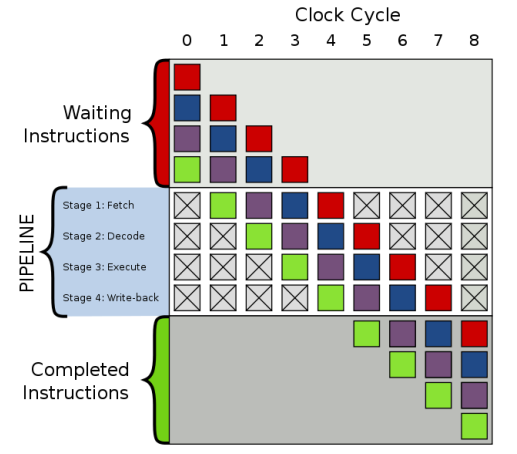 Clock Cycle
0 1 2 3 4 5 6 7 8
Waiting
Instructions
PIPELINE
Stage 1: Fetch
Stage 2: Decode
Stage 3: Execute
Stage 4: Write-back
Completed
Instructions